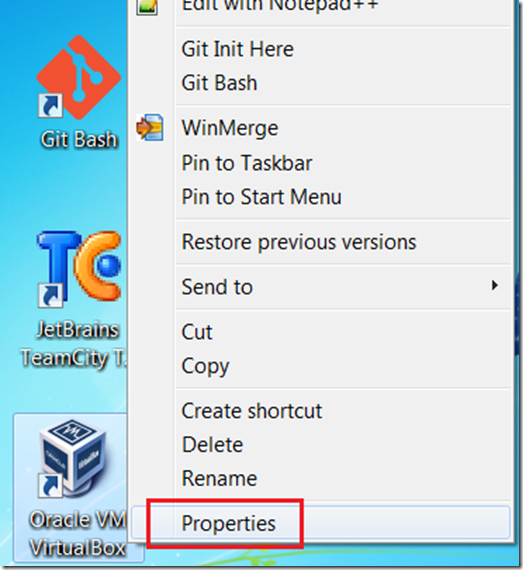 Edit with Notepad++
Git Init Here
Git Bash
WinMerge
Pin to Taskbar
Pin to Start Menu
Restore previous versions
Send to
Cut
Copy
Create shortcut
Delete
Rename
Properties
Git Bash
JetBrains
TeamCity T...
Oracle VM
VirtualBox